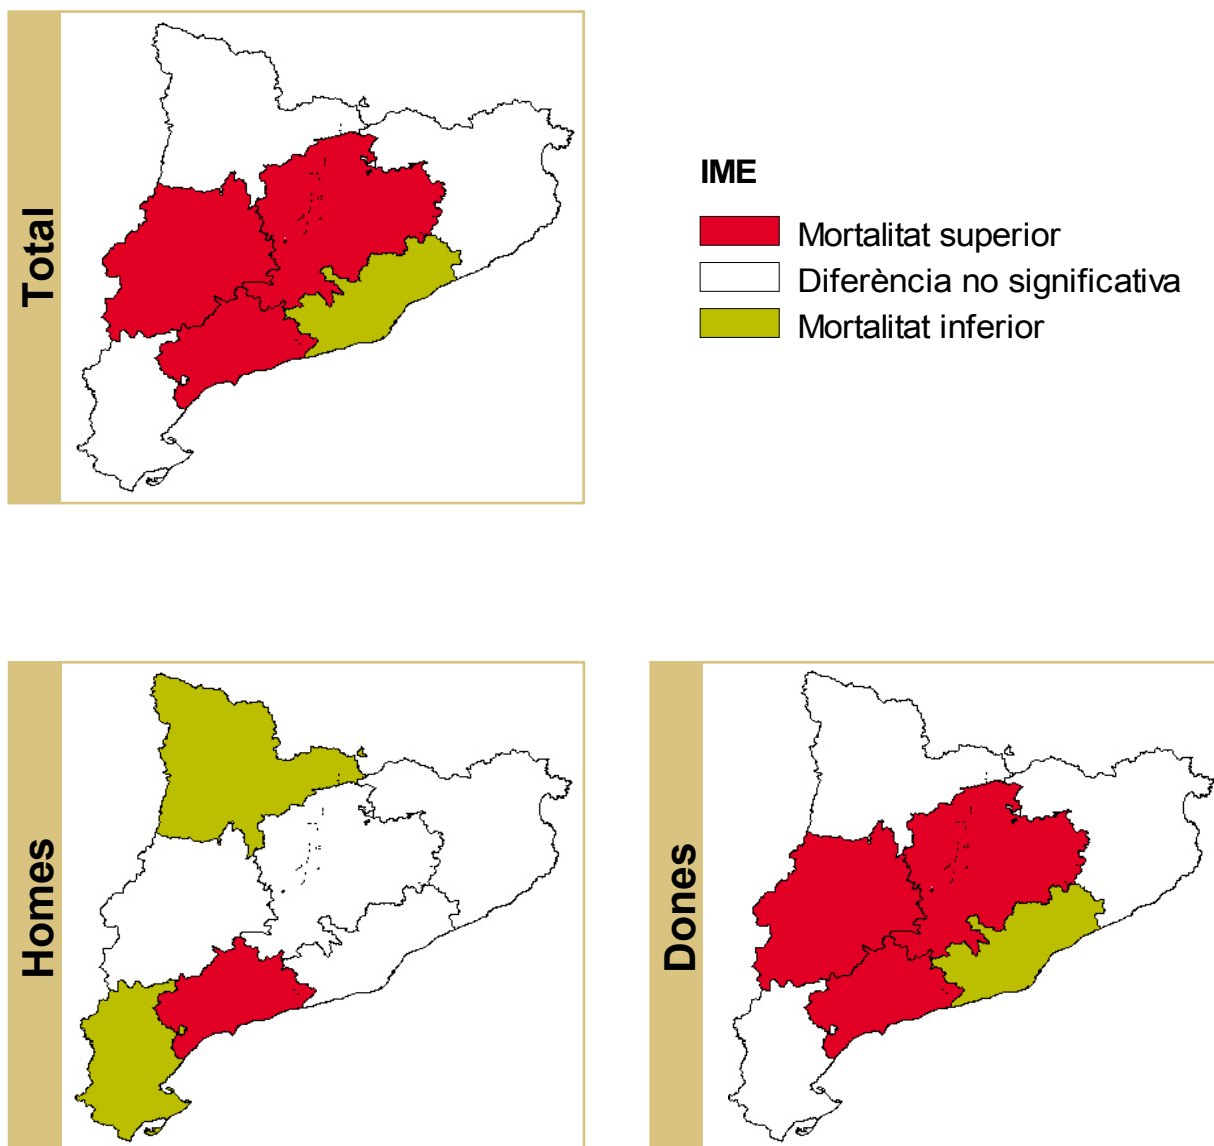 Total
IME
Mortalitat superior
Diferència no significativa
Mortalitat inferior
Homes
Dones